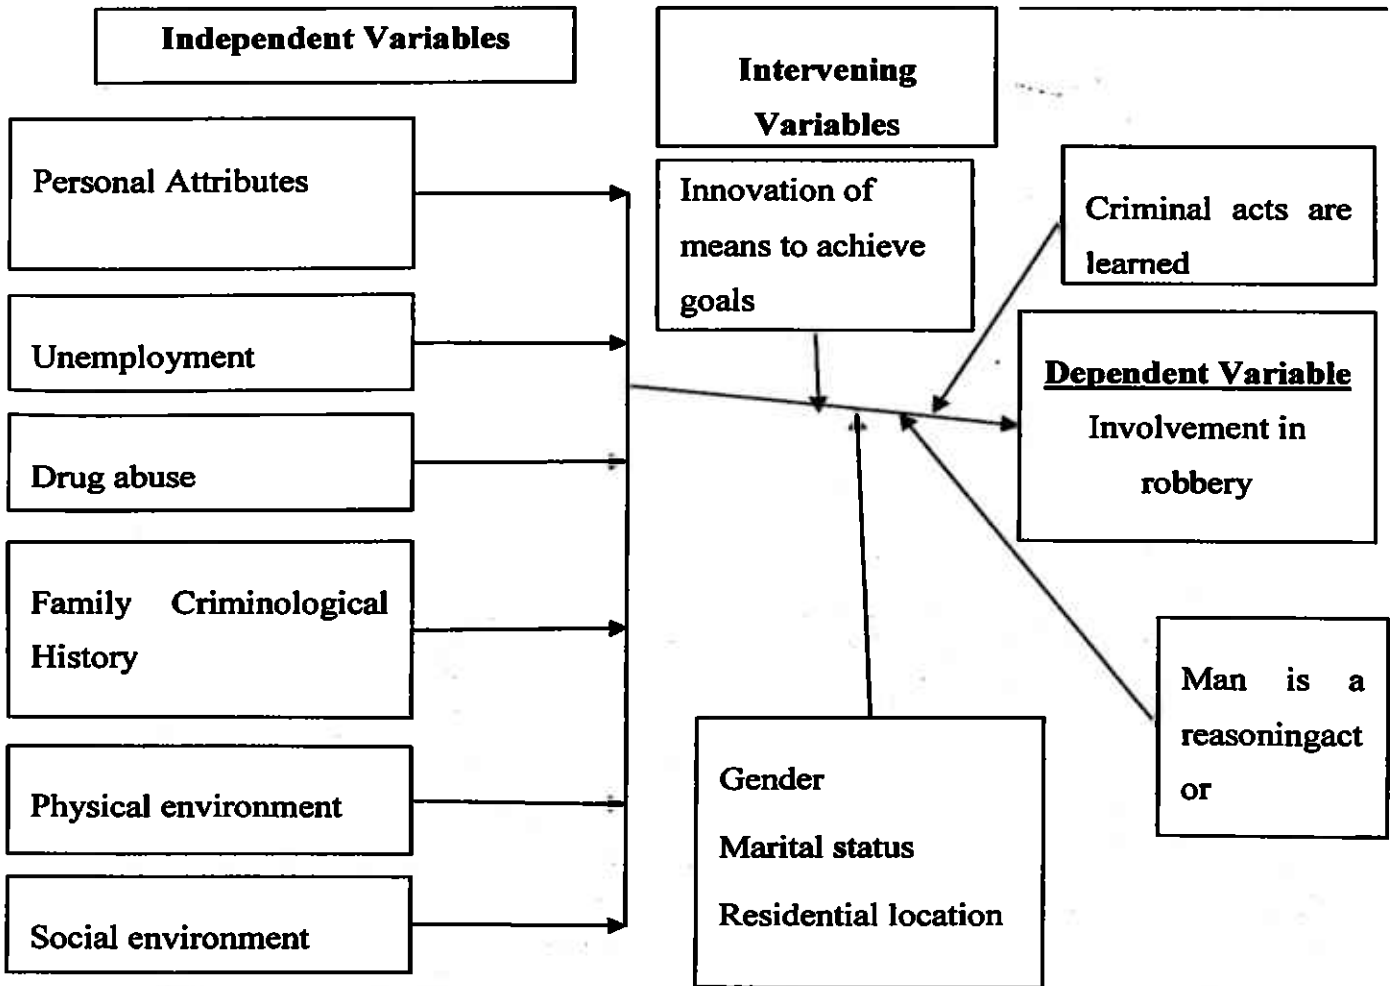 Independent Variables
Intervening
Variables
Personal Attributes
Unemployment
Drug abuse
Family Criminological
History
Physical environment
Social environment
Innovation of
means to achieve
goals
Gender
Marital status
Residential location
Criminal acts are
learned
Dependent Variable
Involvement in
robbery
Man is a
reasoningact
or